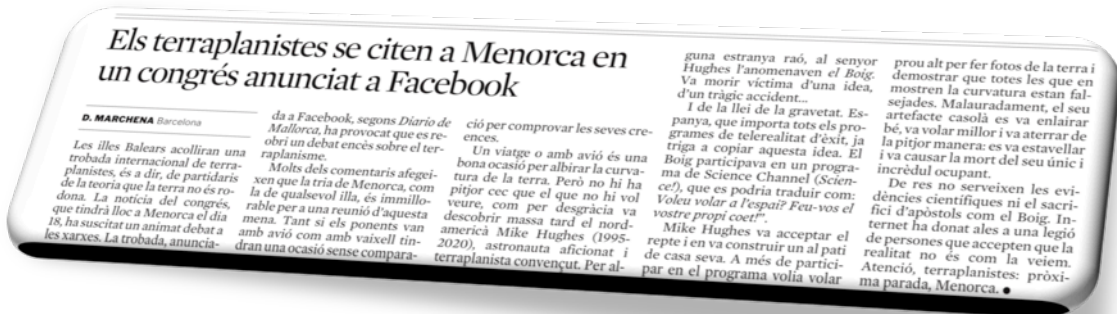 Els terraplanistes se citen a Menorca en
un congrés anunciat a Facebook
D. MARCHENA Barcelona
Les illes Balears acolliran una
trobada internacional de terra-
planistes, és a dir, de partidaris
de la teoria que la terra no és ro-
dona. La notícia del congrés,
que tindrà lloc a Menorca el dia
18, ha suscitat un animat debat a
les xarxes. La trobada, anuncia-
da a Facebook, segons Diario de
Mallorca, ha provocat que es re-
obri un debat encès sobre el ter-
raplanisme.
Molts dels comentaris afegei-
xen que la tria de Menorca, com
la de qualsevol illa, és immillo-
rable per a una reunió d'aquesta
mena. Tant si els ponents van
amb avió com amb vaixell tin-
dran una ocasió sense compara-
ció per comprovar les seves cre-
ences.
Un viatge o amb avió és una
bona ocasió per albirar la curva-
tura de la terra. Però no hi ha
pitjor cec que el que no hi vol
veure, com per desgràcia va
descobrir massa tard el nord-
americà Mike Hughes (1995-
2020), astronauta aficionat i
terraplanista convençut. Per al-
guna estranya raó, al senyor
Hughes l'anomenaven el Boig.
Va morir víctima d'una idea,
d'un tràgic accident...
I de la llei de la gravetat. Es-
panya, que importa tots els pro-
grames de telerealitat d'èxit, ja
triga a copiar aquesta idea. El
Boig participava en un progra-
ma de Science Channel (Scien-
ce!), que es podria traduir com:
Voleu volar a l'espai? Feu-vos el
vostre propi coet!".
Mike Hughes va acceptar el
repte i en va construir un al pati
de casa seva. A més de partici-
par en el programa volia volar
prou alt per fer fotos de la terra i
demostrar que totes les que en
mostren la curvatura estan fal-
sejades. Malauradament, el seu
artefacte casolà es va enlairar
bé, va volar millor i va aterrar de
la pitjor manera: es va estavellar
i va causar la mort del seu únic i
incrèdul ocupant.
De res no serveixen les evi-
dències científiques ni el sacri-
fici d'apòstols com el Boig. In-
ternet ha donat ales a una legió
de persones que accepten que la
realitat no és com la veiem.
Atenció, terraplanistes: pròxi-
ma parada, Menorca. ●